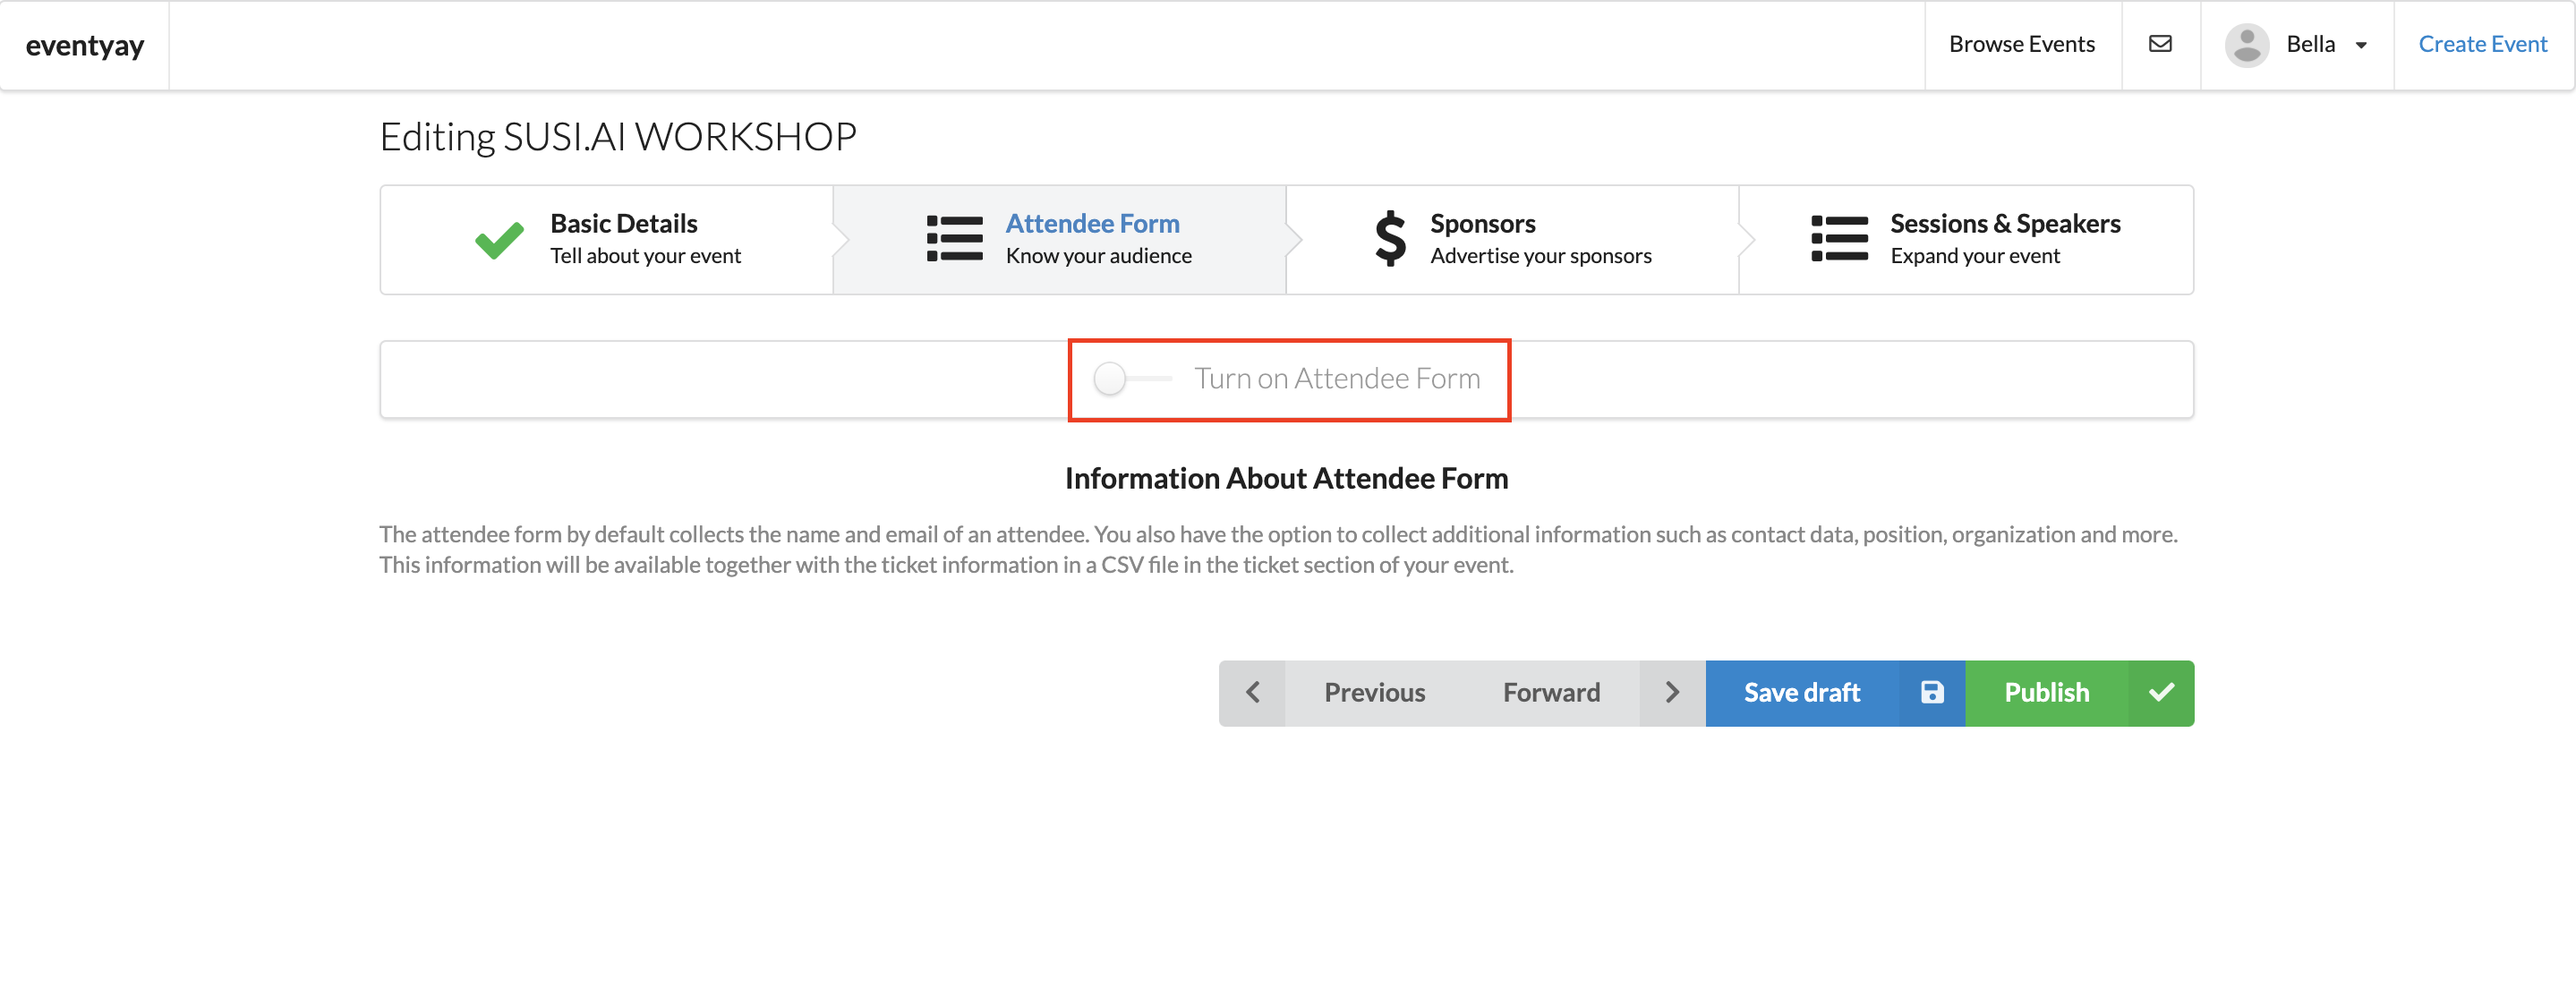 eventyay
Browse Events
Bella
Create Event
Editing SUSI.AI WORKSHOP
Basic Details
Tell about your event
Attendee Form
Know your audience
Sponsors
Advertise your sponsors
Sessions & Speakers
Expand your event
Turn on Attendee Form
Information About Attendee Form
The attendee form by default collects the name and email of an attendee. You also have the option to collect additional information such as contact data, position, organization and more.
This information will be available together with the ticket information in a CSV file in the ticket section of your event.
Previous
Forward
Save draft
Publish